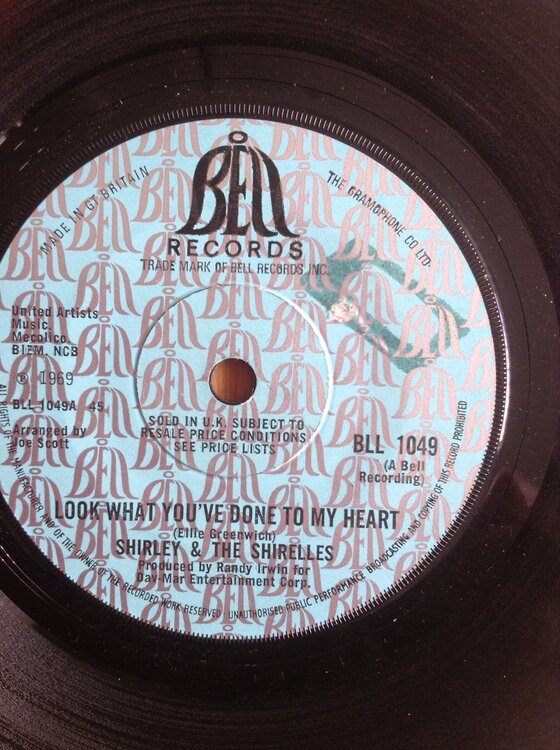 BELL
RECORDS
TRADE MARK OF BELL RECORDS, INC.
MADE IN GT BRITAIN
THE GRAMOPHONE CO LTD.
United Artists
Music.
Mecolico.
BIEM. NCB
℗ 1969
BLL 1049A 45
Arranged by
Joe Scott
SOLD IN U.K. SUBJECT TO
RESALE PRICE CONDITIONS
SEE PRICE LISTS
BLL 1049
(A Bell
Recording)
LOOK WHAT YOU'VE DONE TO MY HEART
(Ellie Greenwich)
SHIRLEY & THE SHIRELLES
Produced by Randy Irwin for
Day-Mar Entertainment Corp.
ALL RIGHTS OF THE MANUFACTURER AND OF THE OWNER OF THE RECORDED WORK RESERVED · UNAUTHORISED PUBLIC PERFORMANCE BROADCASTING AND COPYING OF THIS RECORD PROHIBITED